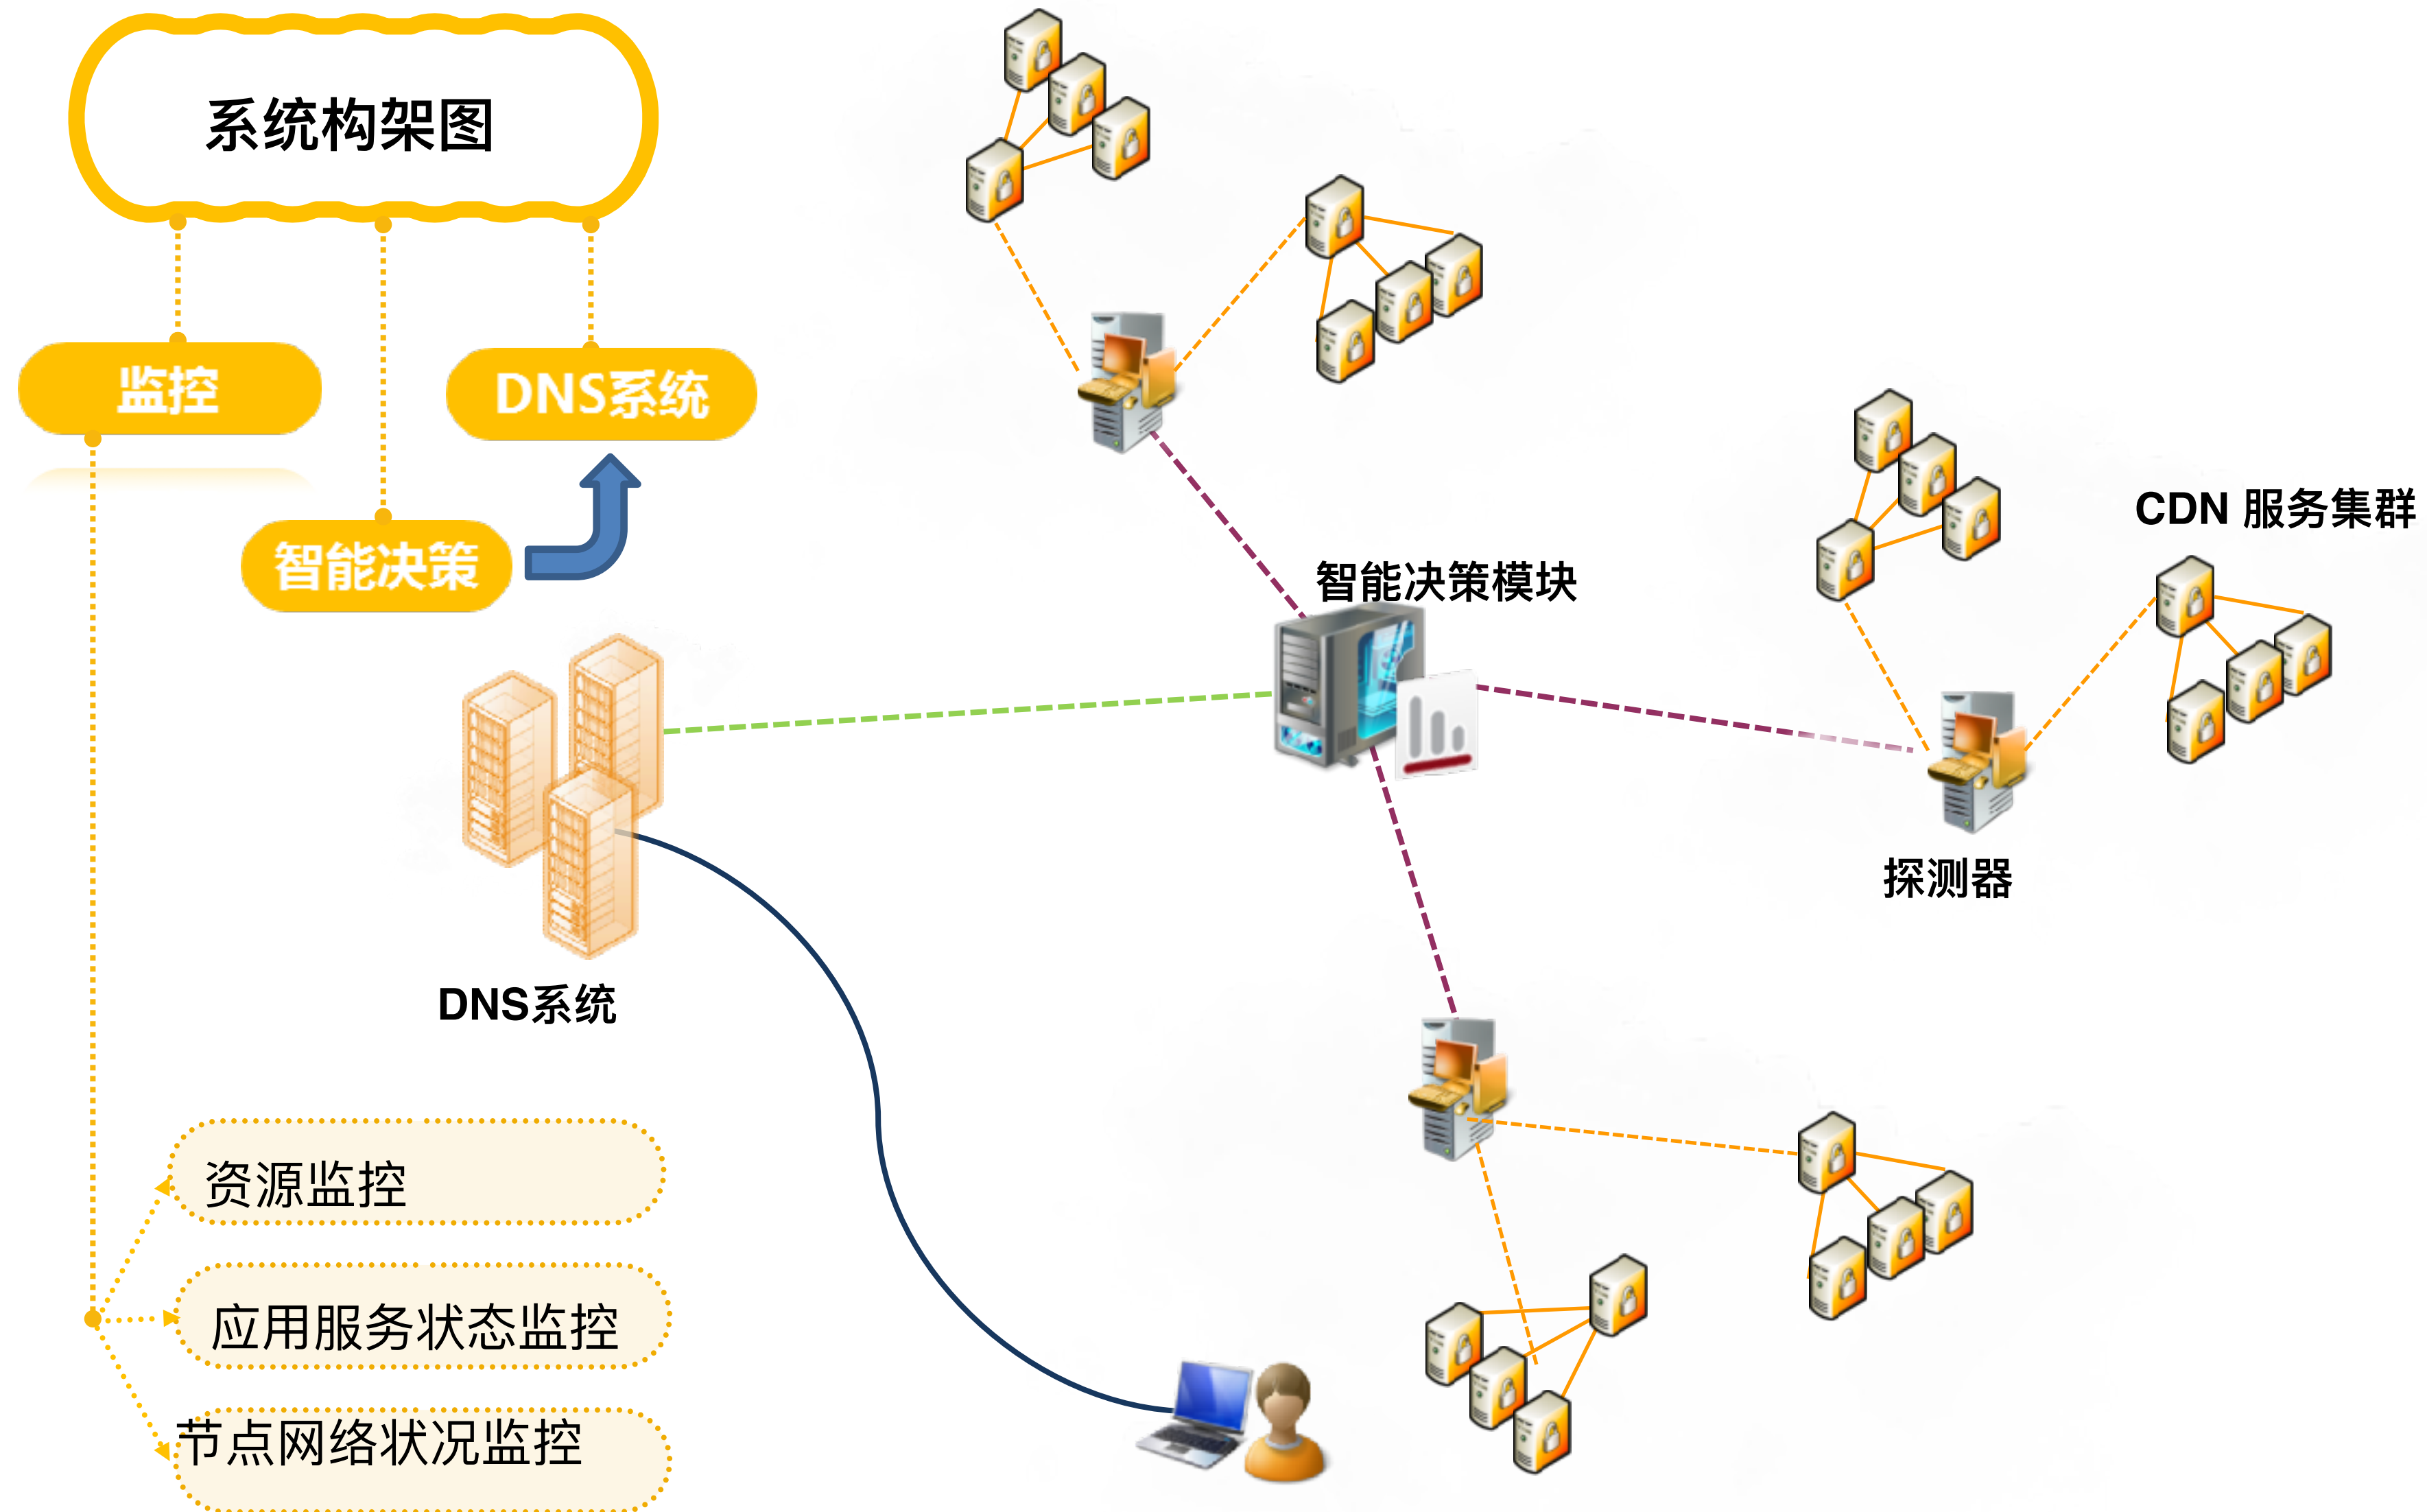 系统构架图
监控
DNS系统
智能决策
CDN 服务集群
智能决策模块
探测器
DNS系统
资源监控
应用服务状态监控
节点网络状况监控